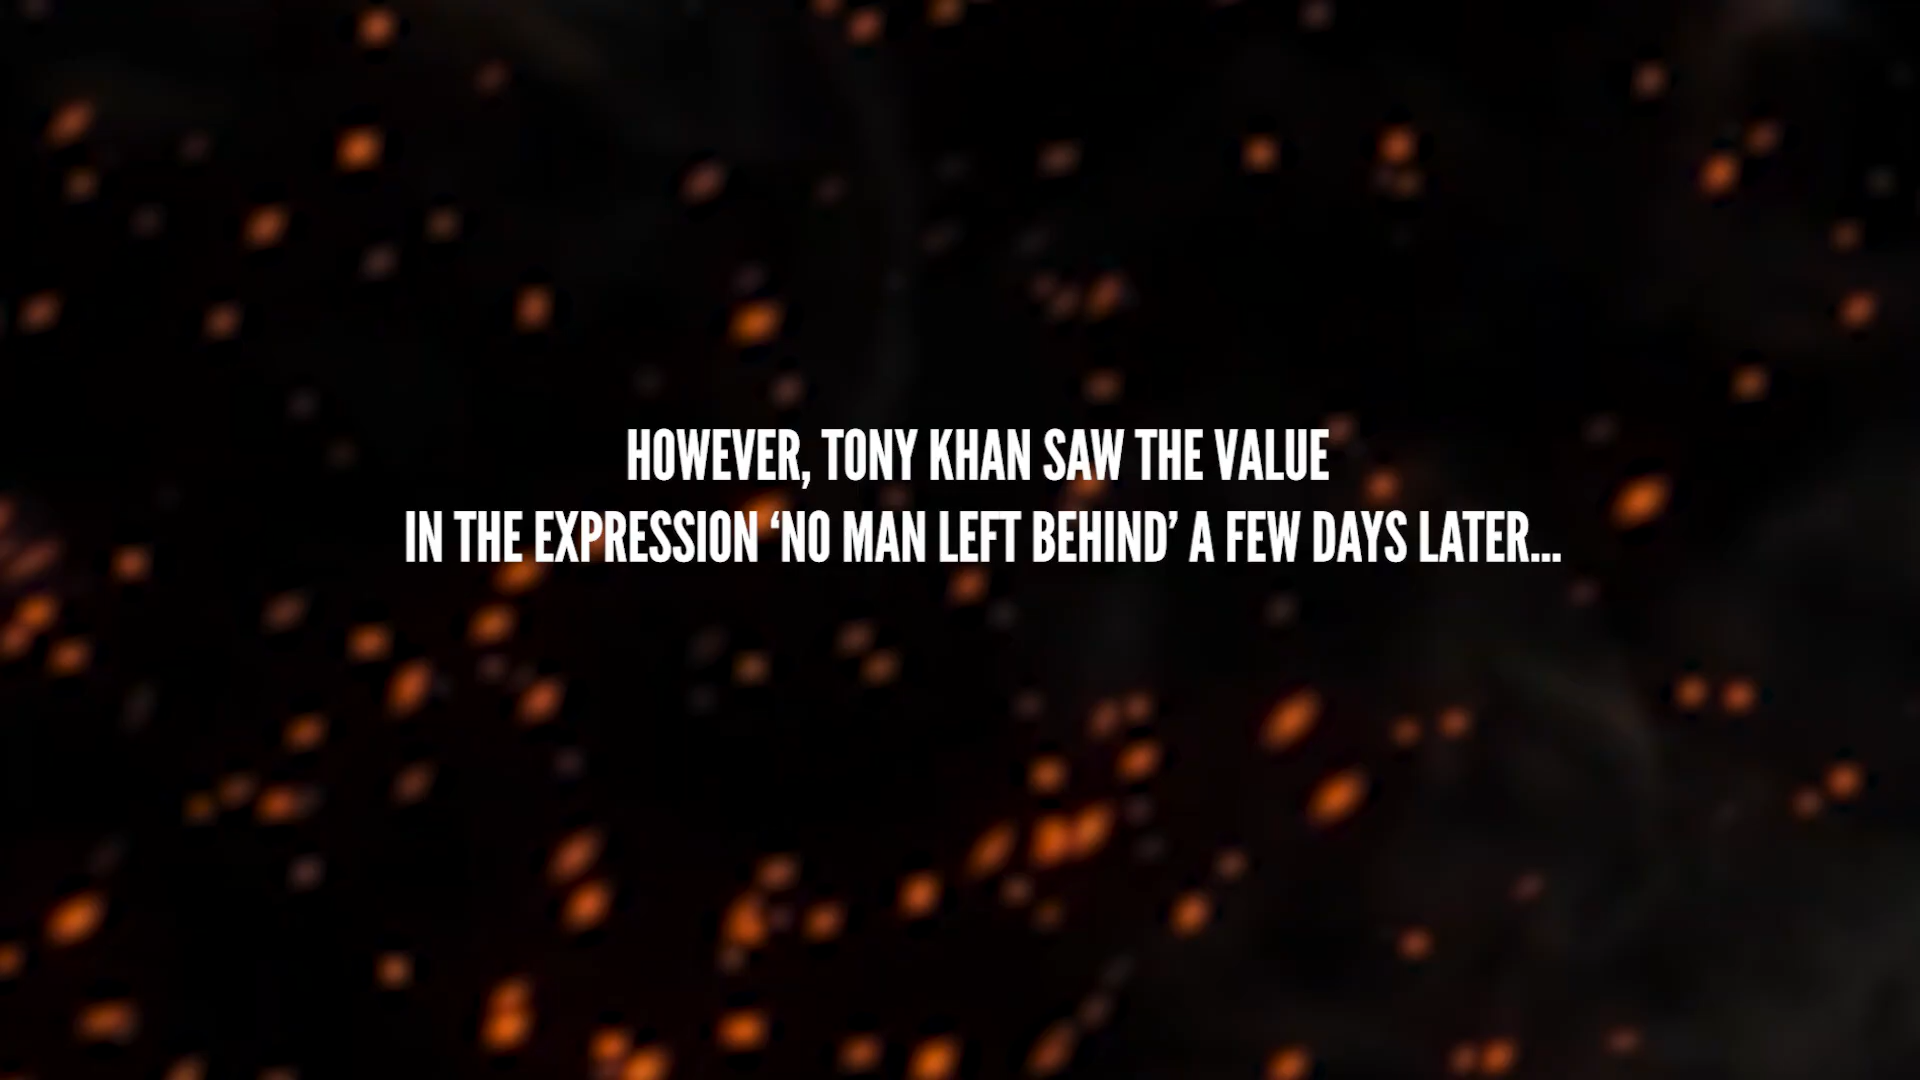 HOWEVER, TONY KHAN SAW THE VALUE
IN THE EXPRESSION ‘NO MAN LEFT BEHIND’ A FEW DAYS LATER...